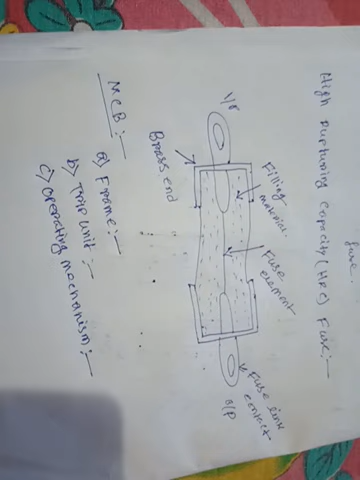 fuse.
High Rupturing Capacity (HRC) Fuse:-
Filling
material.
Fuse
element
Fuse link
contact
I/P
O/P
Brass end
MCB:-
a) Frame:-
b) Trip unit:-
c) Operating mechanism:-